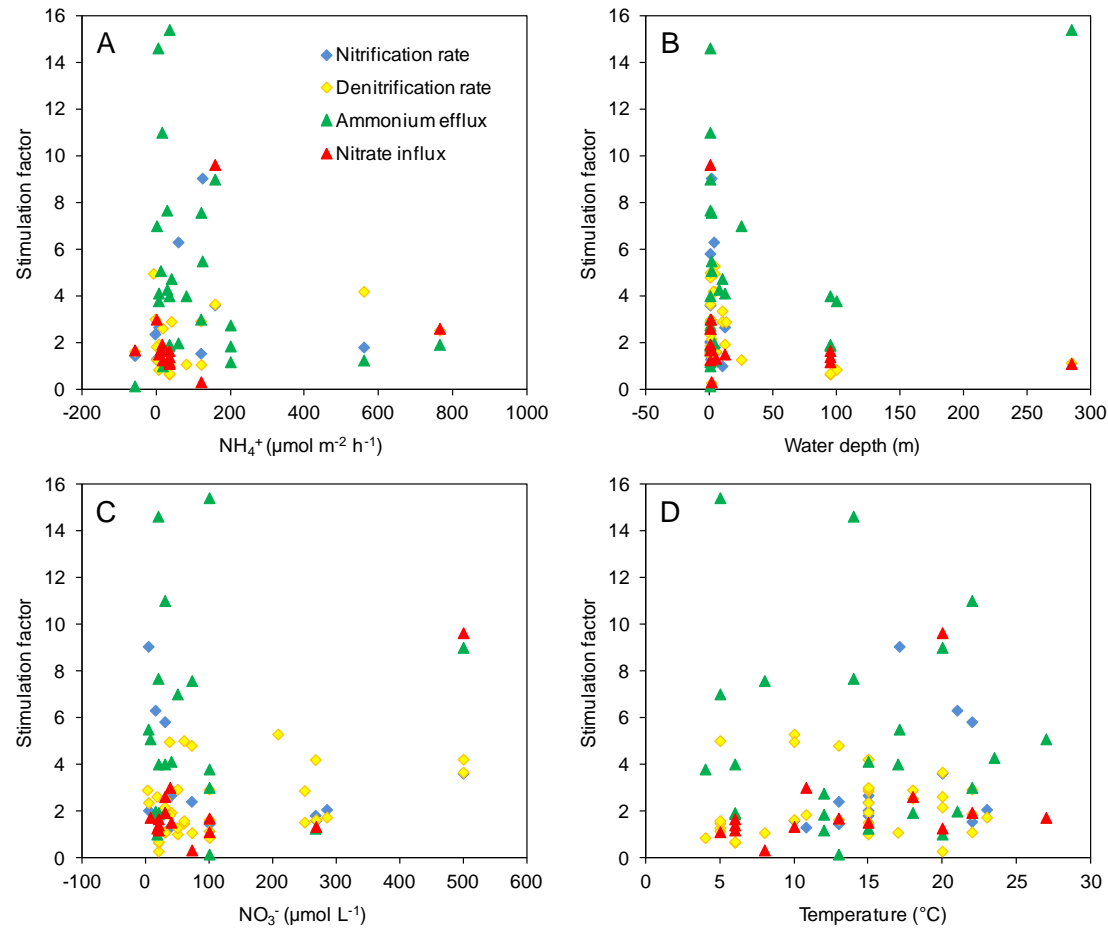 A
Stimulation factor
16
14
12
10
8
6
4
2
0
Nitrification rate
Denitrification rate
Ammonium efflux
Nitrate influx
-200 0 200 400 600 800 1000
NH₄⁺ (µmol m⁻² h⁻¹)
B
Stimulation factor
16
14
12
10
8
6
4
2
0
-50 0 50 100 150 200 250 300
Water depth (m)
C
Stimulation factor
16
14
12
10
8
6
4
2
0
-100 0 100 200 300 400 500 600
NO₃⁻ (µmol L⁻¹)
D
Stimulation factor
16
14
12
10
8
6
4
2
0
0 5 10 15 20 25 30
Temperature (°C)